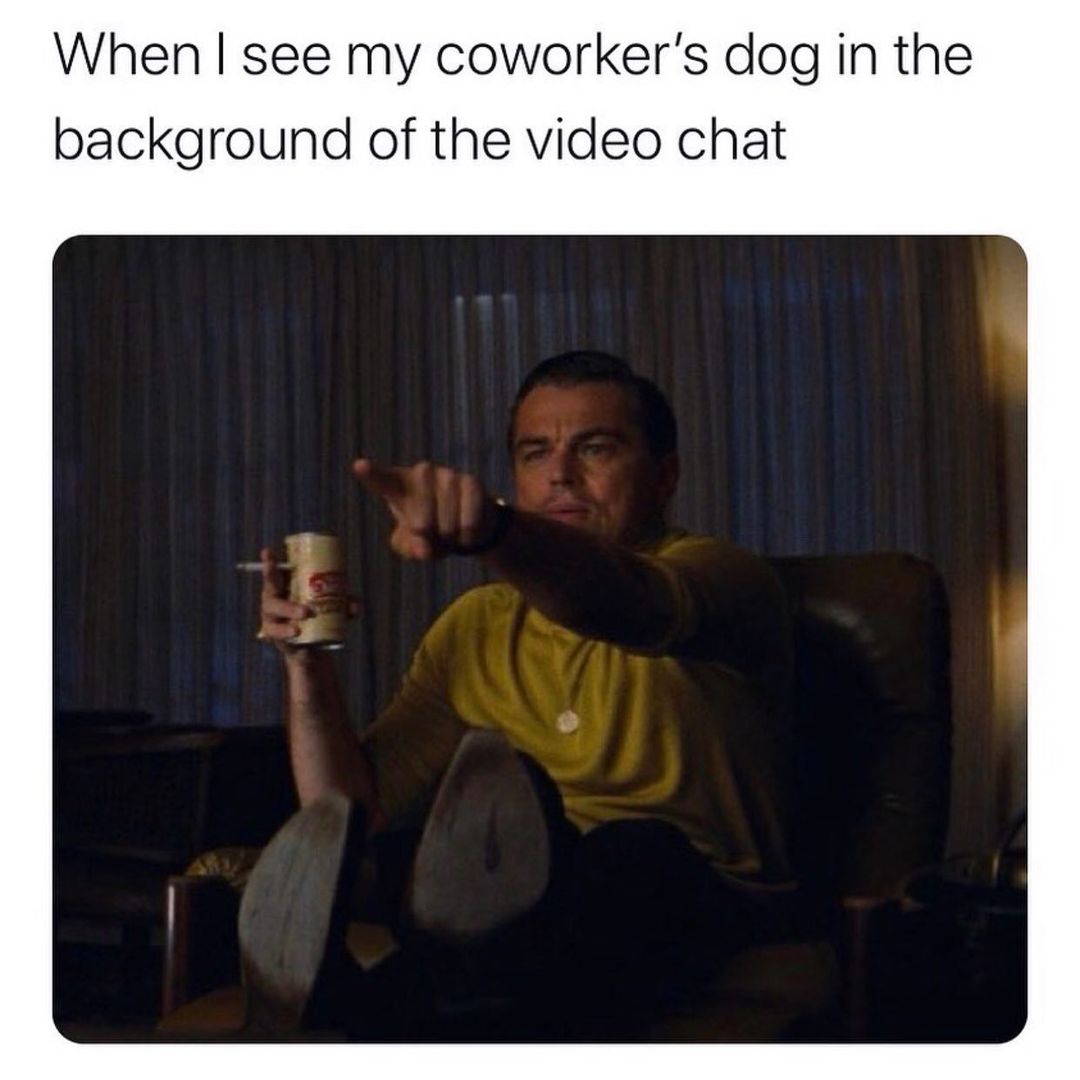 When I see my coworker’s dog in the
background of the video chat